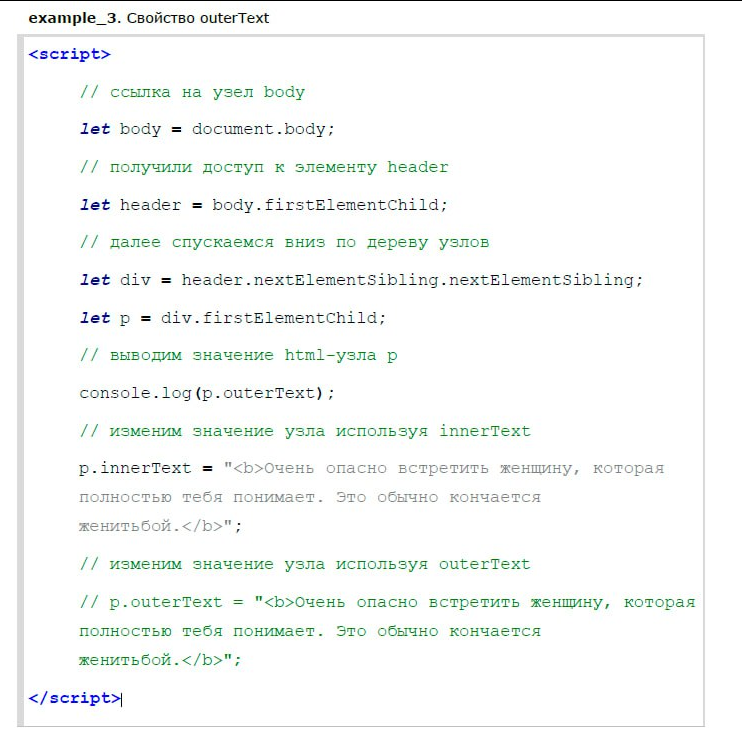 example_3. Свойство outerText
<script>
// ссылка на узел body
let body = document.body;
// получили доступ к элементу header
let header = body.firstElementChild;
// далее спускаемся вниз по дереву узлов
let div = header.nextElementSibling.nextElementSibling;
let p = div.firstElementChild;
// выводим значение html-узла p
console.log(p.outerText);
// изменим значение узла используя innerText
p.innerText = "<b>Очень опасно встретить женщину, которая
полностью тебя понимает. Это обычно кончается
женитьбой.</b>";
// изменим значение узла используя outerText
// p.outerText = "<b>Очень опасно встретить женщину, которая
полностью тебя понимает. Это обычно кончается
женитьбой.</b>";
</script>